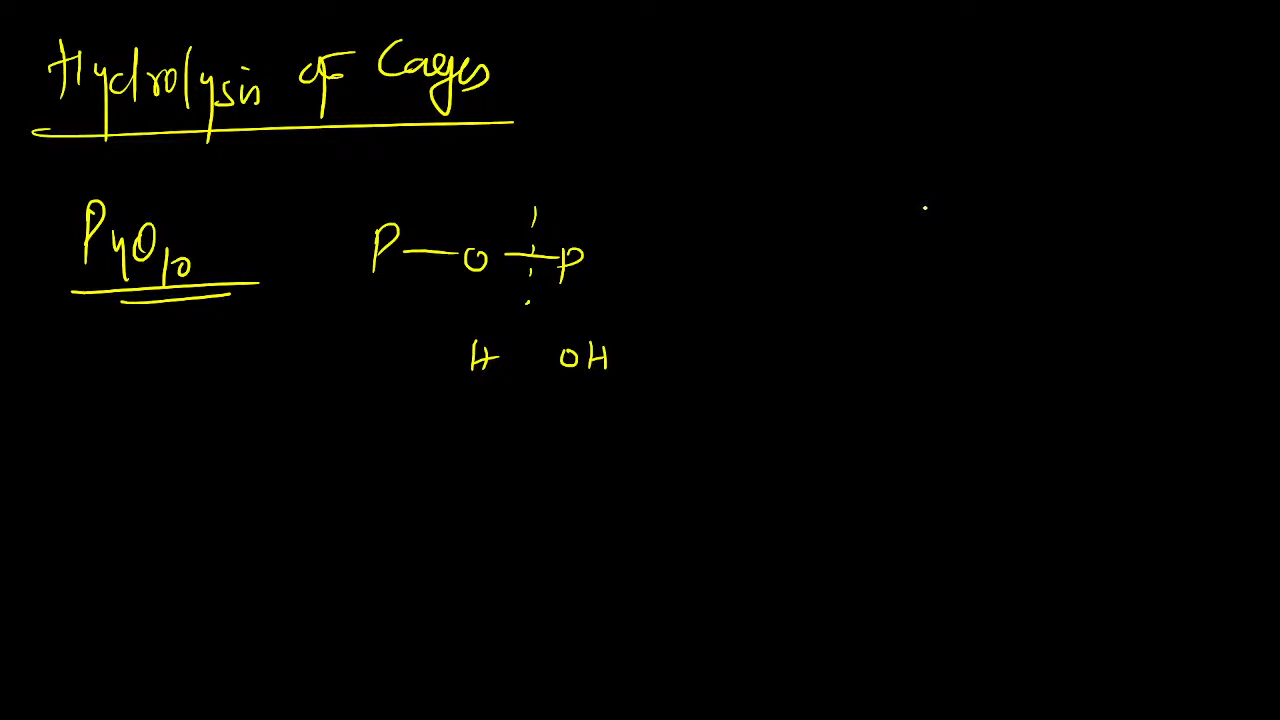 Hydrolysis of Cages
P4O10 P—O—P
H OH